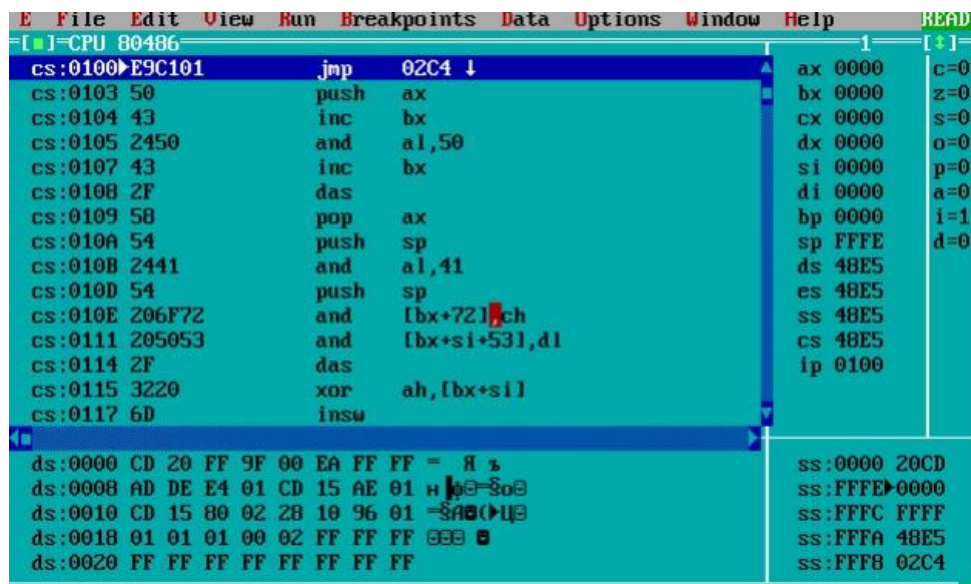 E File Edit View Run Breakpoints Data Options Window Help READ
=[■]=CPU 80486 1 [↕]=
cs:0100►E9C101 jmp 02C4 ↓ ax 0000 c=0
cs:0103 50 push ax bx 0000 z=0
cs:0104 43 inc bx cx 0000 s=0
cs:0105 2450 and al,50 dx 0000 o=0
cs:0107 43 inc bx si 0000 p=0
cs:0108 2F das di 0000 a=0
cs:0109 58 pop ax bp 0000 i=1
cs:010A 54 push sp sp FFFE d=0
cs:010B 2441 and al,41 ds 48E5
cs:010D 54 push sp es 48E5
cs:010E 206F72 and [bx+72],ch ss 48E5
cs:0111 205053 and [bx+si+53],dl cs 48E5
cs:0114 2F das ip 0100
cs:0115 3220 xor ah,[bx+si]
cs:0117 6D insw
ds:0000 CD 20 FF 9F 00 EA FF FF = Я ъ ss:0000 20CD
ds:0008 AD DE E4 01 CD 15 AE 01 ss:FFFE►0000
ds:0010 CD 15 80 02 28 10 96 01 ss:FFFC FFFF
ds:0018 01 01 01 00 02 FF FF FF ss:FFFA 48E5
ds:0020 FF FF FF FF FF FF FF FF ss:FFF8 02C4